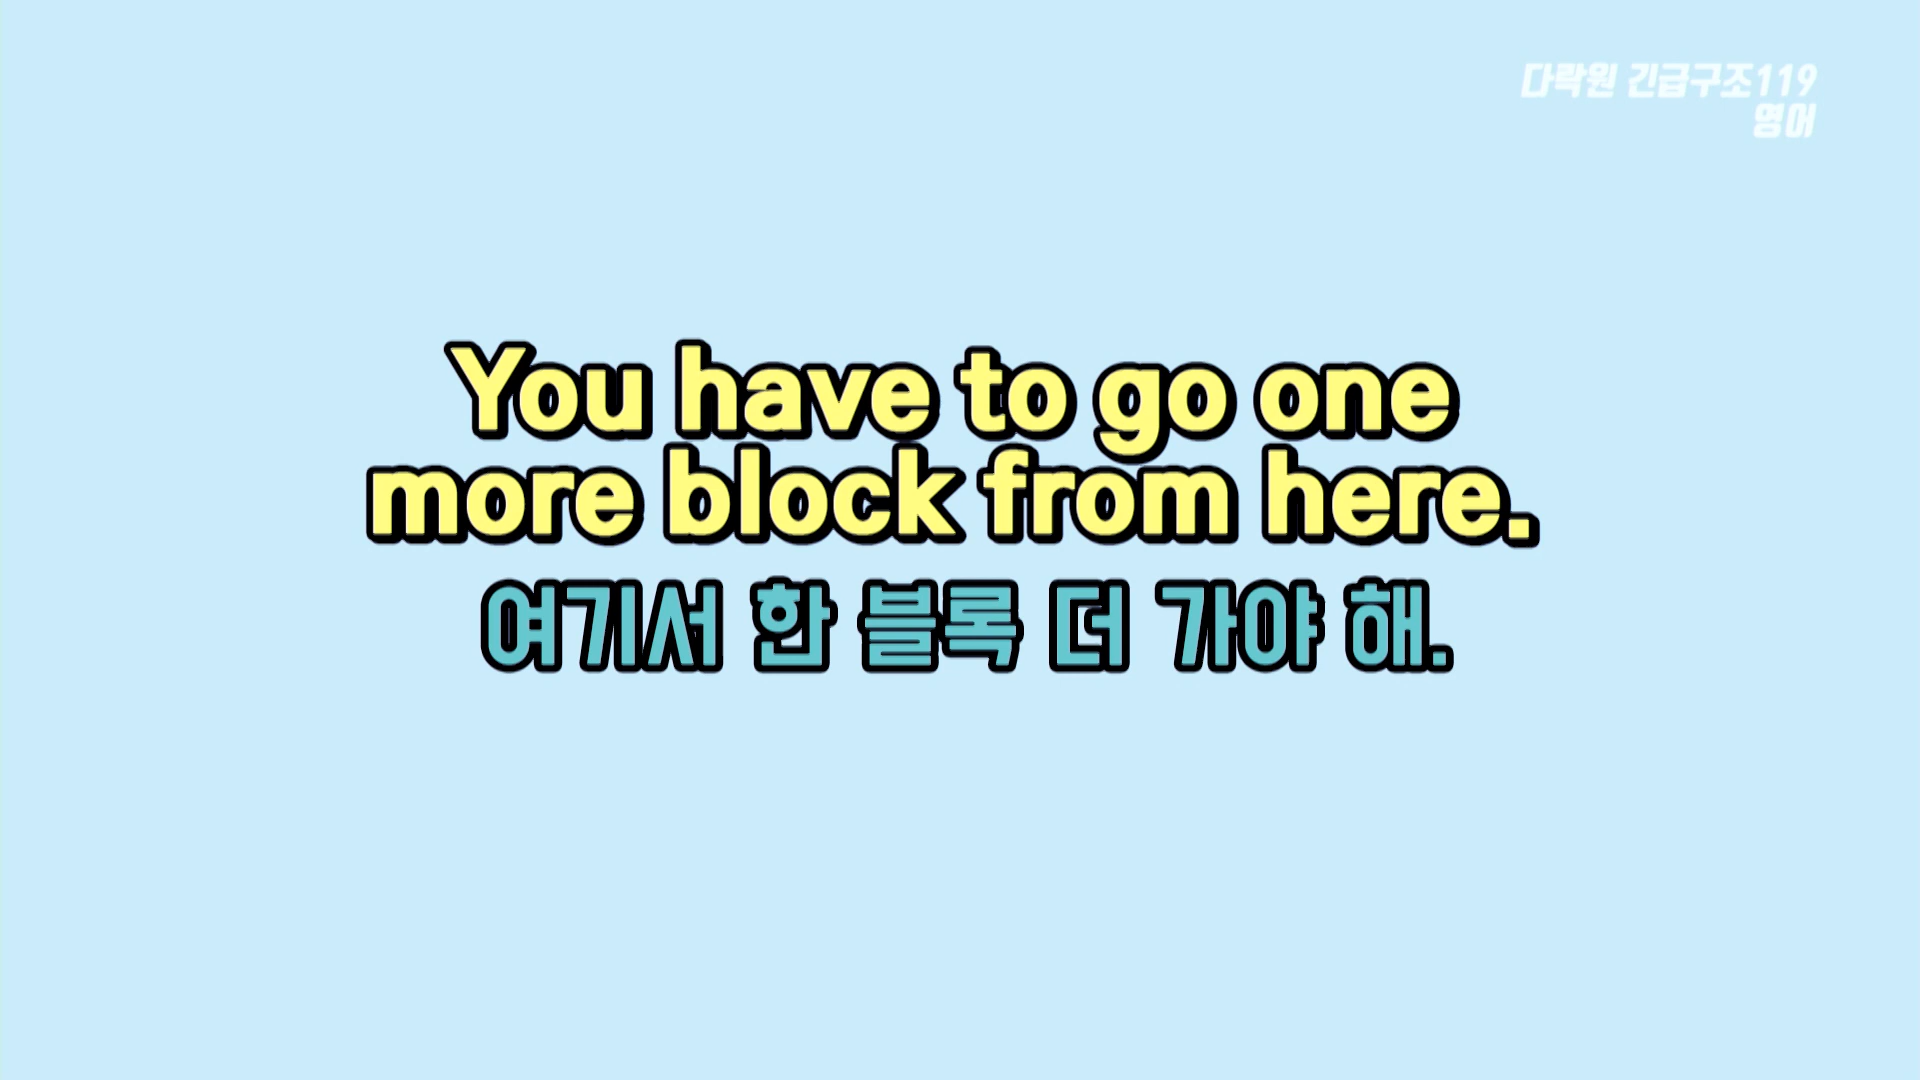 다락원 긴급구조119
영어
You have to go one
more block from here.
여기서 한 블록 더 가야 해.